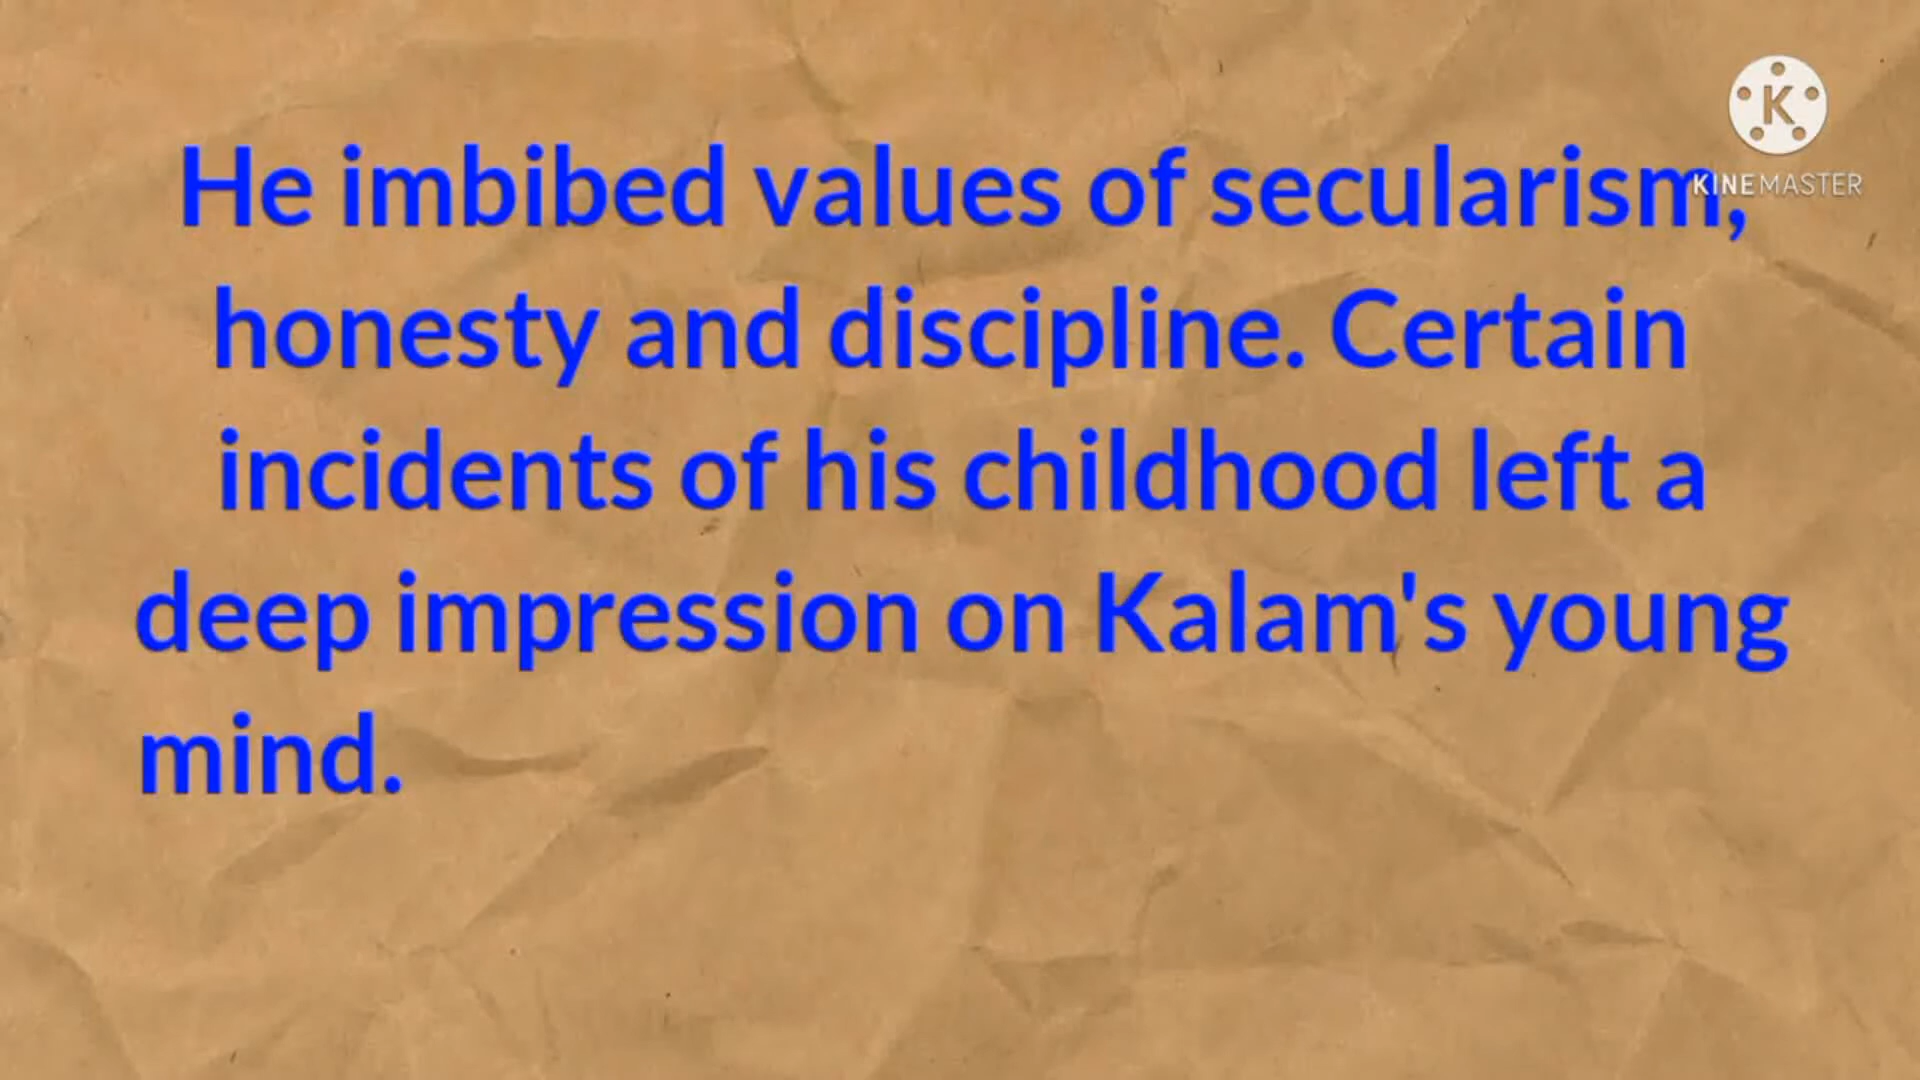 He imbibed values of secularism,
KINEMASTER
honesty and discipline. Certain
incidents of his childhood left a
deep impression on Kalam's young
mind.